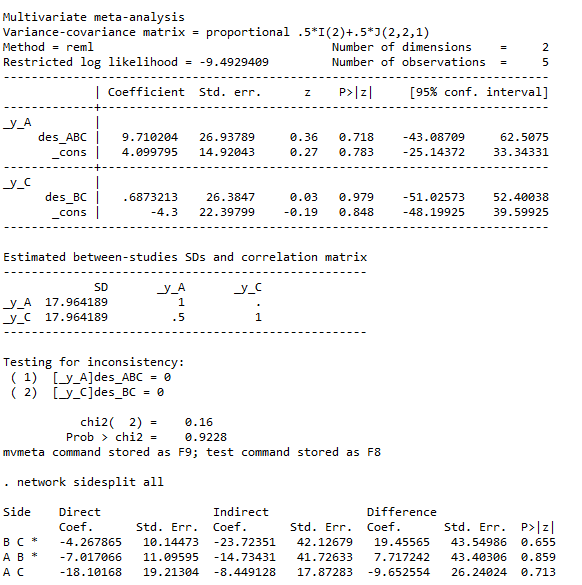 Multivariate meta-analysis
Variance-covariance matrix = proportional .5*I(2)+.5*J(2,2,1)
Method = reml                                   Number of dimensions    =     2
Restricted log likelihood = -9.4929409          Number of observations  =     5
------------------------------------------------------------------------------
             | Coefficient  Std. err.      z    P>|z|     [95% conf. interval]
-------------+----------------------------------------------------------------
_y_A         |
     des_ABC |   9.710204   26.93789     0.36   0.718    -43.08709     62.5075
       _cons |   4.099795   14.92043     0.27   0.783    -25.14372    33.34331
-------------+----------------------------------------------------------------
_y_C         |
      des_BC |   .6873213    26.3847     0.03   0.979    -51.02573    52.40038
       _cons |       -4.3   22.39799    -0.19   0.848    -48.19925    39.59925
------------------------------------------------------------------------------
Estimated between-studies SDs and correlation matrix
--------------------------------------------------
             SD       _y_A       _y_C
_y_A  17.964189          1          .
_y_C  17.964189         .5          1
--------------------------------------------------
Testing for inconsistency:
 ( 1)  [_y_A]des_ABC = 0
 ( 2)  [_y_C]des_BC = 0
           chi2(  2) =    0.16
         Prob > chi2 =    0.9228
mvmeta command stored as F9; test command stored as F8
. network sidesplit all
Side    Direct                 Indirect               Difference
        Coef.      Std. Err.   Coef.      Std. Err.   Coef.      Std. Err.  P>|z|
B C *   -4.267865   10.14473   -23.72351   42.12679    19.45565   43.54986  0.655
A B *   -7.017066   11.09595   -14.73431   41.72633    7.717242   43.40306  0.859
A C     -18.10168   19.21304   -8.449128   17.87283   -9.652554   26.24024  0.713